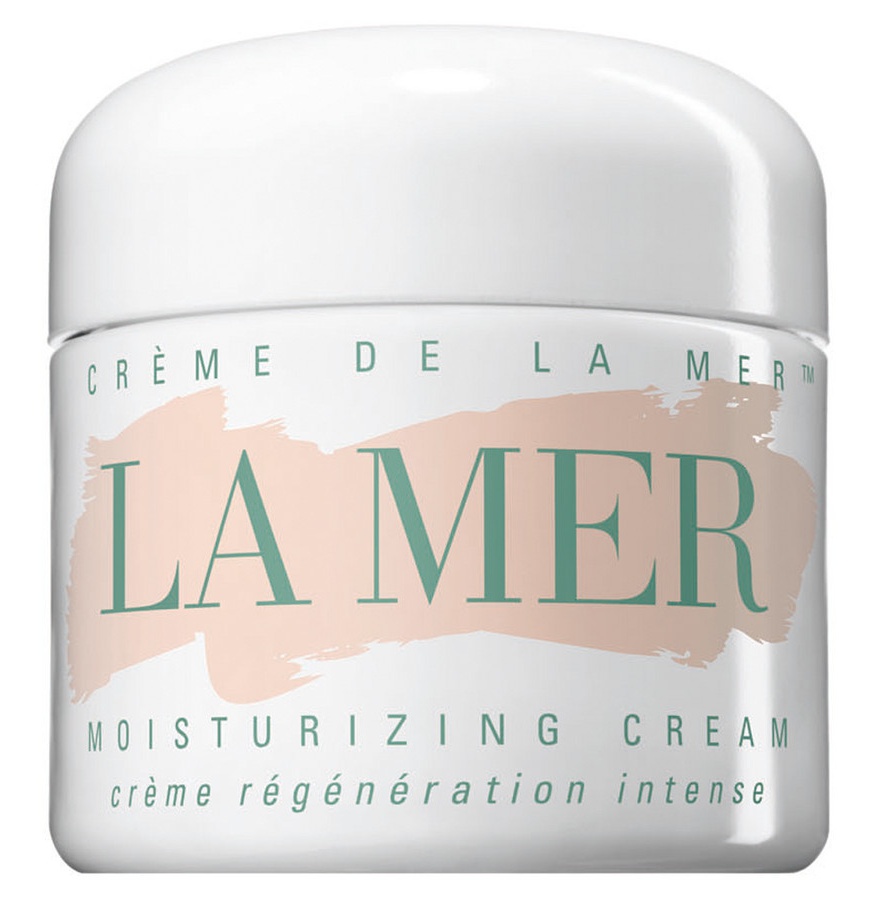 CRÈME DE LA MER™
LA MER
MOISTURIZING CREAM
crème régénération intense